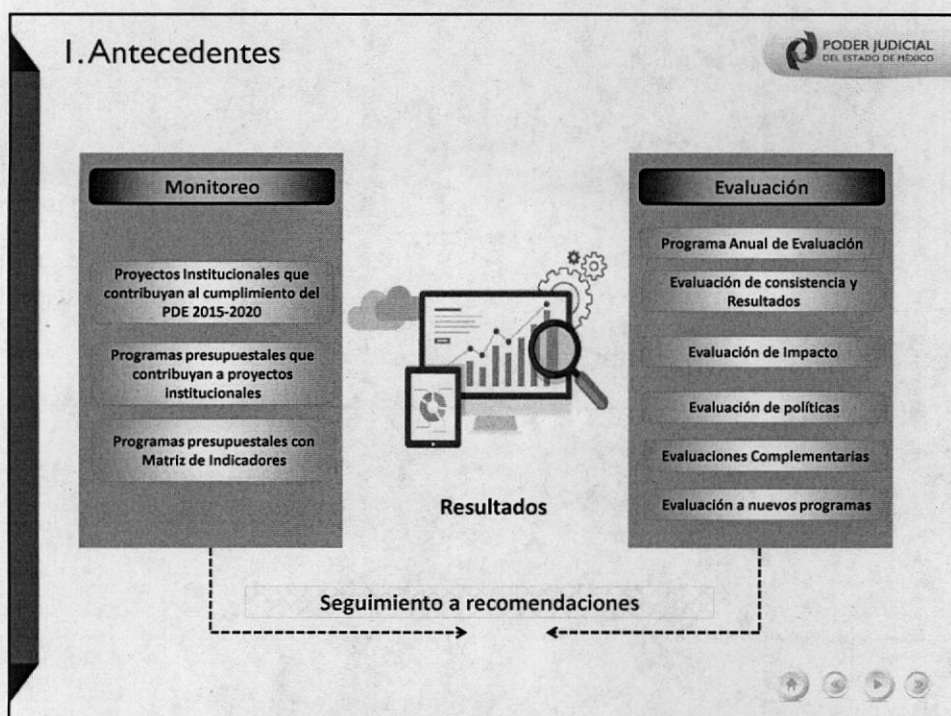 1. Antecedentes
PODER JUDICIAL
DEL ESTADO DE MÉXICO
Monitoreo
Proyectos Institucionales que
contribuyan al cumplimiento del
PDE 2015-2020
Programas presupuestales que
contribuyan a proyectos
institucionales
Programas presupuestales con
Matriz de Indicadores
Resultados
Evaluación
Programa Anual de Evaluación
Evaluación de consistencia y
Resultados
Evaluación de Impacto
Evaluación de políticas
Evaluaciones Complementarias
Evaluación a nuevos programas
Seguimiento a recomendaciones